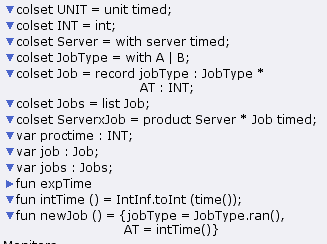 colset UNIT = unit timed;
colset INT = int;
colset Server = with server timed;
colset JobType = with A | B;
colset Job = record jobType : JobType *
AT : INT;
colset Jobs = list Job;
colset ServerxJob = product Server * Job timed;
var proctime : INT;
var job : Job;
var jobs : Jobs;
fun expTime
fun intTime () = IntInf.toInt (time());
fun newJob () = {jobType = JobType.ran(),
AT = intTime()}